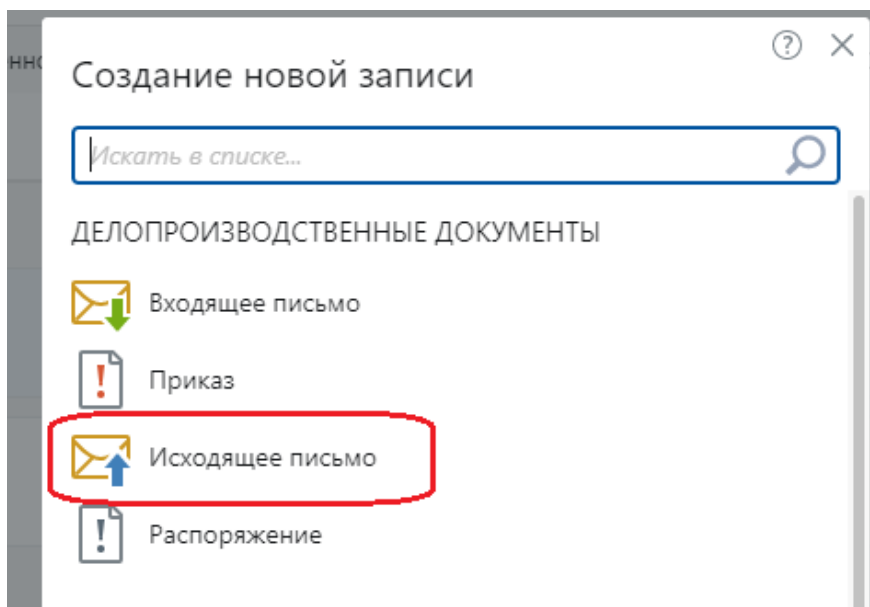 Создание новой записи
Искать в списке...
ДЕЛОПРОИЗВОДСТВЕННЫЕ ДОКУМЕНТЫ
Входящее письмо
Приказ
Исходящее письмо
Распоряжение